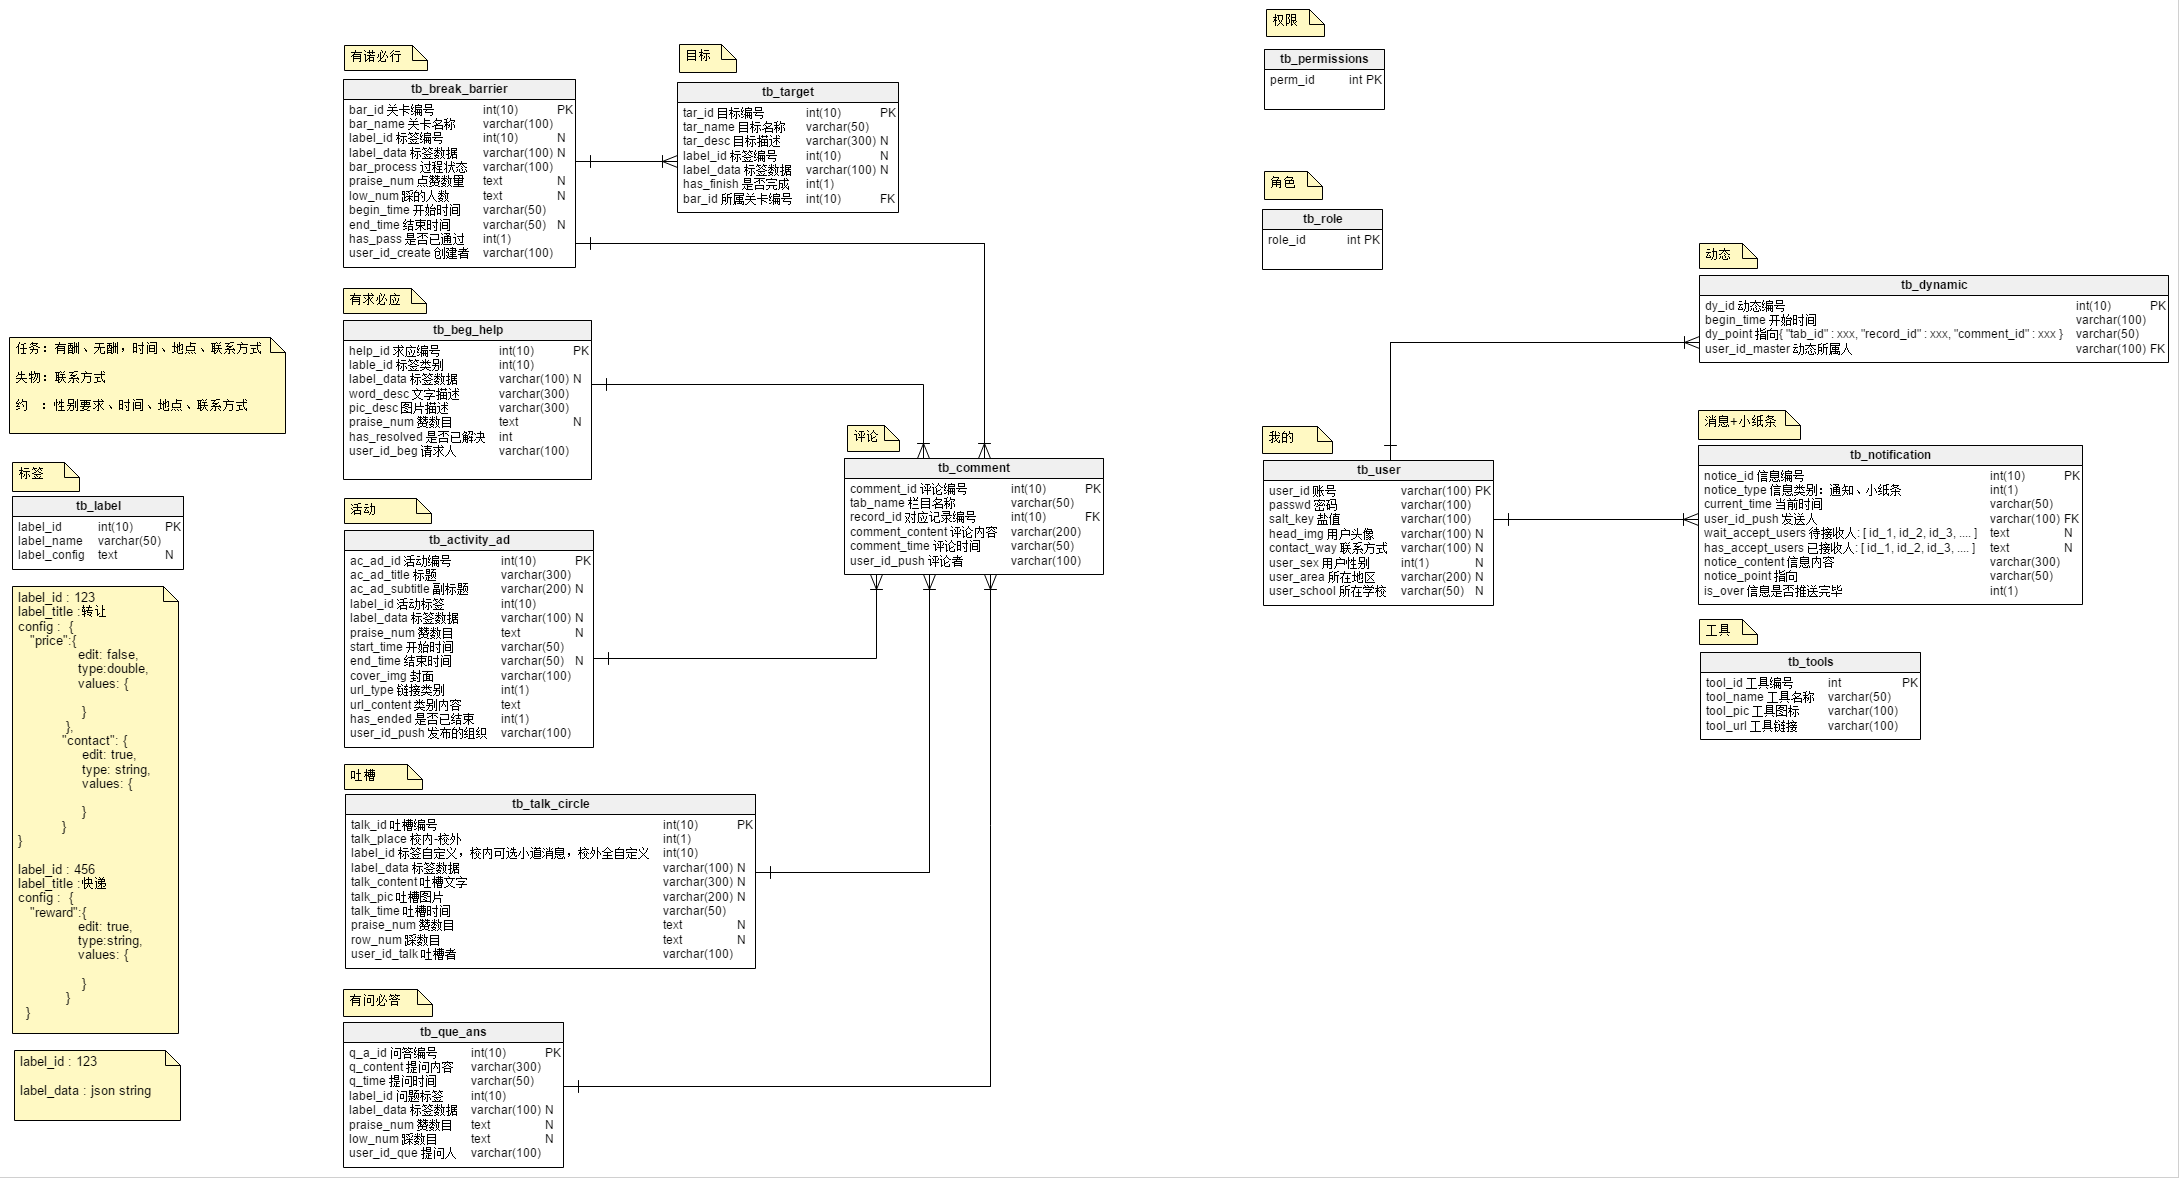 权限
tb_permissions
perm_id int PK
角色
tb_role
role_id int PK
有诺必行
tb_break_barrier
bar_id 关卡编号 int(10) PK
bar_name 关卡名称 varchar(100)
label_id 标签编号 int(10) N
label_data 标签数据 varchar(100) N
bar_process 过程状态 varchar(100)
praise_num 点赞数量 text N
low_num 踩的人数 text N
begin_time 开始时间 varchar(50)
end_time 结束时间 varchar(50) N
has_pass 是否已通过 int(1)
user_id_create 创建者 varchar(100)
目标
tb_target
tar_id 目标编号 int(10) PK
tar_name 目标名称 varchar(50)
tar_desc 目标描述 varchar(300) N
label_id 标签编号 int(10) N
label_data 标签数据 varchar(100) N
has_finish 是否完成 int(1)
bar_id 所属关卡编号 int(10) FK
有求必应
tb_beg_help
help_id 求应编号 int(10) PK
lable_id 标签类别 int(10)
label_data 标签数据 varchar(100) N
word_desc 文字描述 varchar(300)
pic_desc 图片描述 varchar(300)
praise_num 赞数目 text N
has_resolved 是否已解决 int
user_id_beg 请求人 varchar(100)
任务：有酬、无酬，时间、地点、联系方式
失物：联系方式
约 ：性别要求、时间、地点、联系方式
标签
tb_label
label_id int(10) PK
label_name varchar(50)
label_config text N
label_id : 123
label_title :转让
config : {
"price":{
edit: false,
type:double,
values: {
}
},
"contact": {
edit: true,
type: string,
values: {
}
}
}
label_id : 456
label_title :快递
config : {
"reward":{
edit: true,
type:string,
values: {
}
}
}
label_id : 123
label_data : json string
活动
tb_activity_ad
ac_ad_id 活动编号 int(10) PK
ac_ad_title 标题 varchar(300)
ac_ad_subtitle 副标题 varchar(200) N
label_id 活动标签 int(10)
label_data 标签数据 varchar(100) N
praise_num 赞数目 text N
start_time 开始时间 varchar(50)
end_time 结束时间 varchar(50) N
cover_img 封面 varchar(100)
url_type 链接类别 int(1)
url_content 类别内容 text
has_ended 是否已结束 int(1)
user_id_push 发布的组织 varchar(100)
吐槽
tb_talk_circle
talk_id 吐槽编号 int(10) PK
talk_place 校内-校外 int(1)
label_id 标签自定义，校内可选小道消息，校外全自定义 int(10)
label_data 标签数据 varchar(100) N
talk_content 吐槽文字 varchar(300) N
talk_pic 吐槽图片 varchar(200) N
talk_time 吐槽时间 varchar(50)
praise_num 赞数目 text N
row_num 踩数目 text N
user_id_talk 吐槽者 varchar(100)
有问必答
tb_que_ans
q_a_id 问答编号 int(10) PK
q_content 提问内容 varchar(300)
q_time 提问时间 varchar(50)
label_id 问题标签 int(10)
label_data 标签数据 varchar(100) N
praise_num 赞数目 text N
low_num 踩数目 text N
user_id_que 提问人 varchar(100)
评论
tb_comment
comment_id 评论编号 int(10) PK
tab_name 栏目名称 varchar(50)
record_id 对应记录编号 int(10) FK
comment_content 评论内容 varchar(200)
comment_time 评论时间 varchar(50)
user_id_push 评论者 varchar(100)
我的
tb_user
user_id 账号 varchar(100) PK
passwd 密码 varchar(100)
salt_key 盐值 varchar(100)
head_img 用户头像 varchar(100) N
contact_way 联系方式 varchar(100) N
user_sex 用户性别 int(1) N
user_area 所在地区 varchar(200) N
user_school 所在学校 varchar(50) N
动态
tb_dynamic
dy_id 动态编号 int(10) PK
begin_time 开始时间 varchar(100)
dy_point 指向{ "tab_id" : xxx, "record_id" : xxx, "comment_id" : xxx } varchar(50)
user_id_master 动态所属人 varchar(100) FK
消息+小纸条
tb_notification
notice_id 信息编号 int(10) PK
notice_type 信息类别：通知、小纸条 int(1)
current_time 当前时间 varchar(50)
user_id_push 发送人 varchar(100) FK
wait_accept_users 待接收人: [ id_1, id_2, id_3, .... ] text N
has_accept_users 已接收人: [ id_1, id_2, id_3, .... ] text N
notice_content 信息内容 varchar(300)
notice_point 指向 varchar(50)
is_over 信息是否推送完毕 int(1)
工具
tb_tools
tool_id 工具编号 int PK
tool_name 工具名称 varchar(50)
tool_pic 工具图标 varchar(100)
tool_url 工具链接 varchar(100)